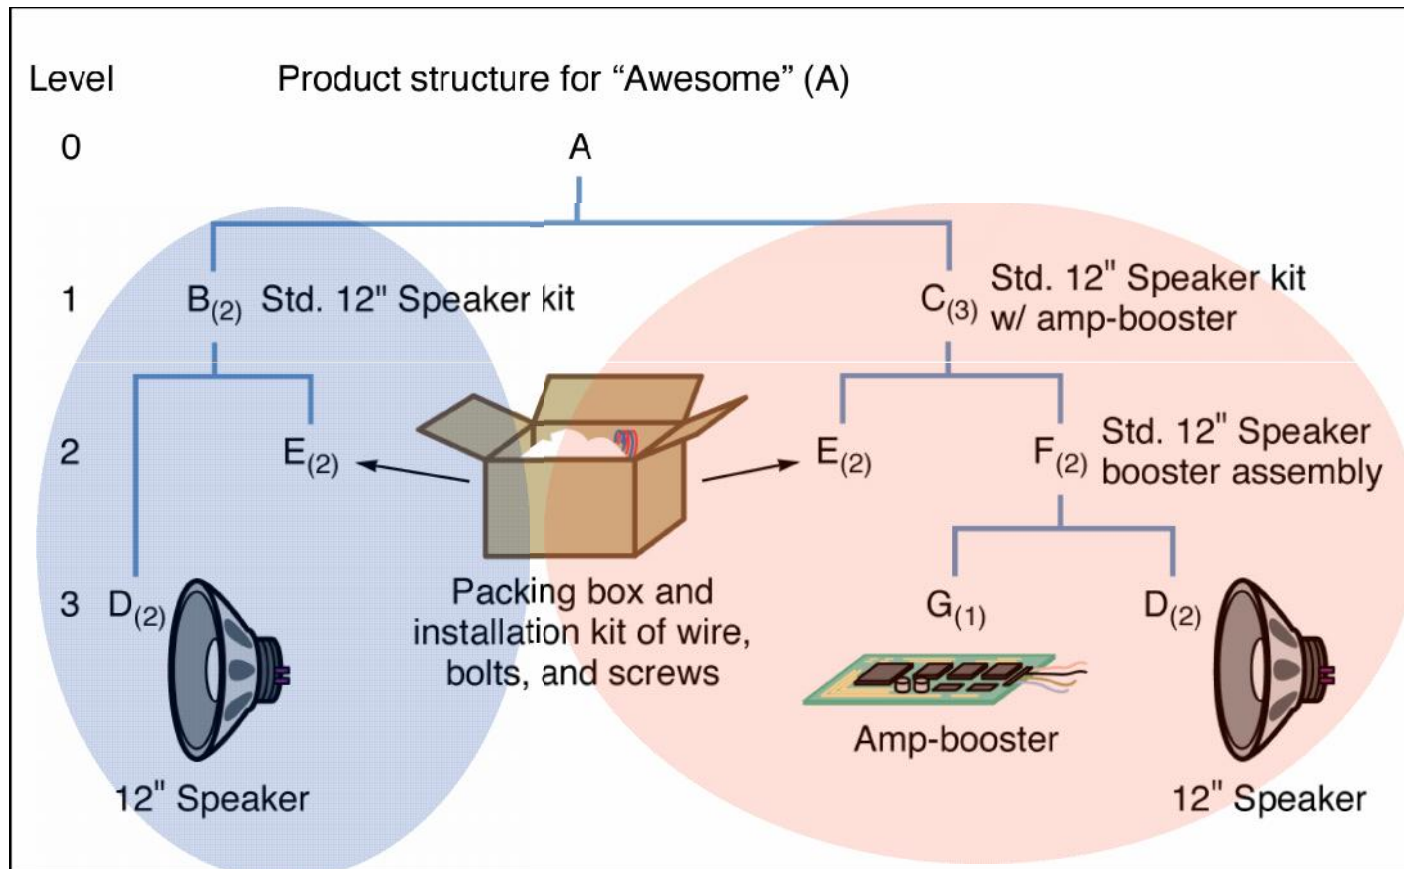 Level Product structure for “Awesome” (A)
0 A
1 B(2) Std. 12" Speaker kit C(3) Std. 12" Speaker kit
w/ amp-booster
2 E(2) E(2) F(2) Std. 12" Speaker
booster assembly
3 D(2) Packing box and
installation kit of wire,
bolts, and screws
G(1) D(2)
Amp-booster
12" Speaker 12" Speaker